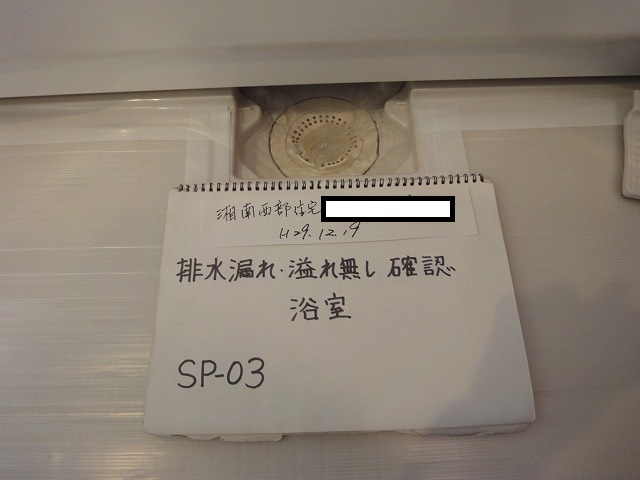 湘南西部住宅
H29.12.19
排水漏れ・溢れ無し 確認
浴室
SP-03